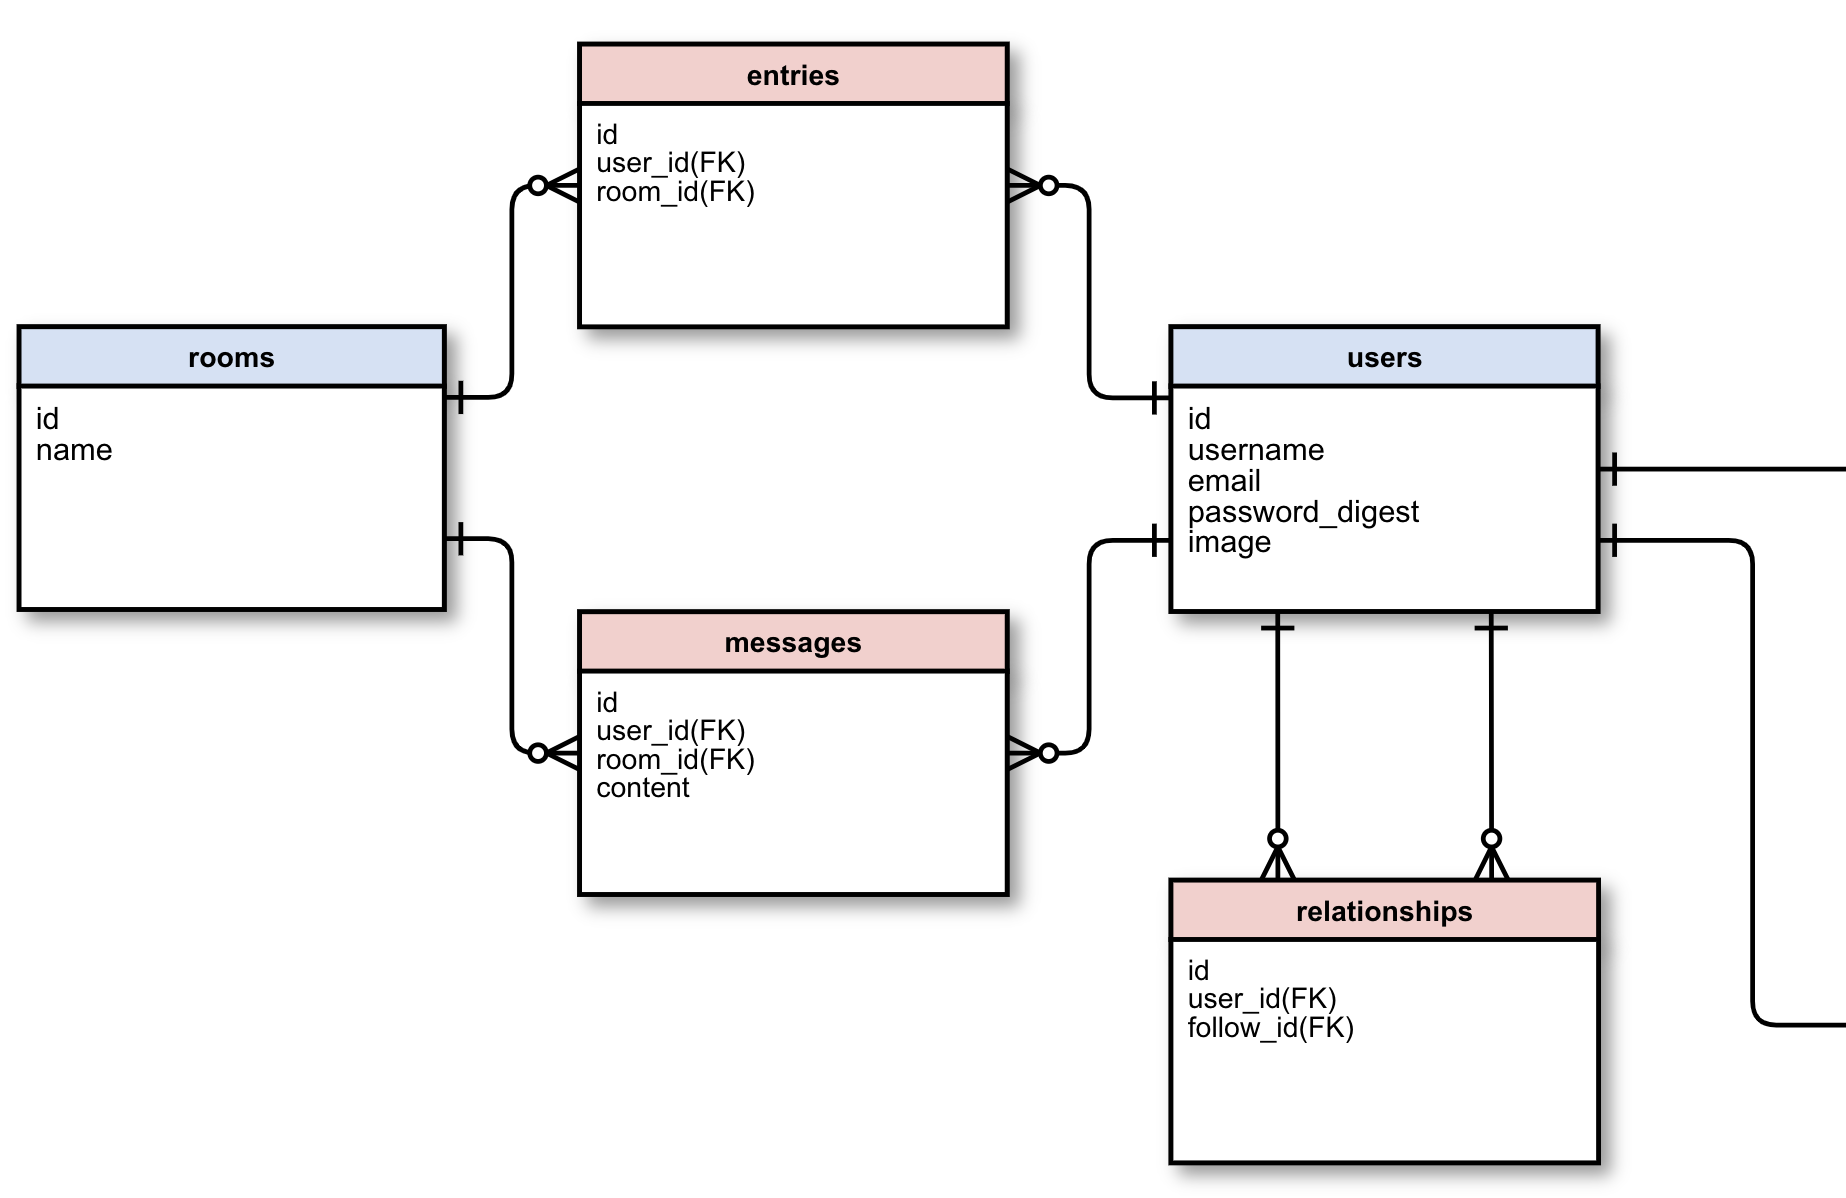 entries
id
user_id(FK)
room_id(FK)
rooms
id
name
users
id
username
email
password_digest
image
messages
id
user_id(FK)
room_id(FK)
content
relationships
id
user_id(FK)
follow_id(FK)